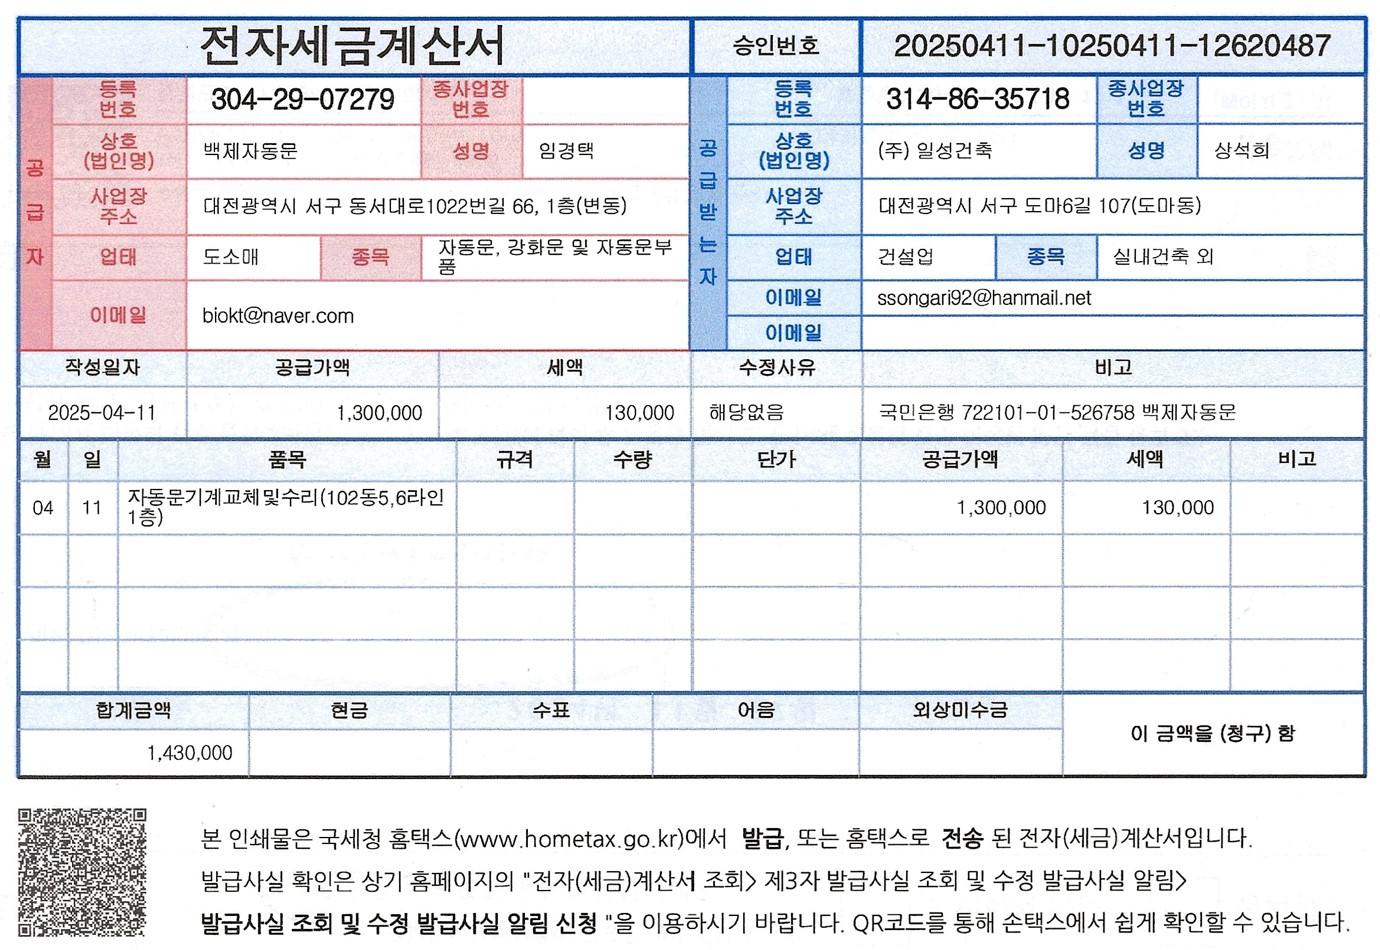 전자세금계산서 승인번호 20250411-10250411-12620487
공급자
등록번호 304-29-07279 종사업장번호
상호(법인명) 백제자동문 성명 임경택
사업장주소 대전광역시 서구 동서대로1022번길 66, 1층(변동)
업태 도소매 종목 자동문, 강화문 및 자동문부품
이메일 biokt@naver.com
공급받는자
등록번호 314-86-35718 종사업장번호
상호(법인명) (주) 일성건축 성명 상석희
사업장주소 대전광역시 서구 도마6길 107(도마동)
업태 건설업 종목 실내건축 외
이메일 ssongari92@hanmail.net
이메일
작성일자 공급가액 세액 수정사유 비고
2025-04-11 1,300,000 130,000 해당없음 국민은행 722101-01-526758 백제자동문
월 일 품목 규격 수량 단가 공급가액 세액 비고
04 11 자동문기계교체및수리(102동5,6라인1층) 1,300,000 130,000
합계금액 현금 수표 어음 외상미수금 이 금액을 (청구) 함
1,430,000
본 인쇄물은 국세청 홈택스(www.hometax.go.kr)에서 발급, 또는 홈택스로 전송 된 전자(세금)계산서입니다.
발급사실 확인은 상기 홈페이지의 "전자(세금)계산서 조회> 제3자 발급사실 조회 및 수정 발급사실 알림>
발급사실 조회 및 수정 발급사실 알림 신청 "을 이용하시기 바랍니다. QR코드를 통해 손택스에서 쉽게 확인할 수 있습니다.